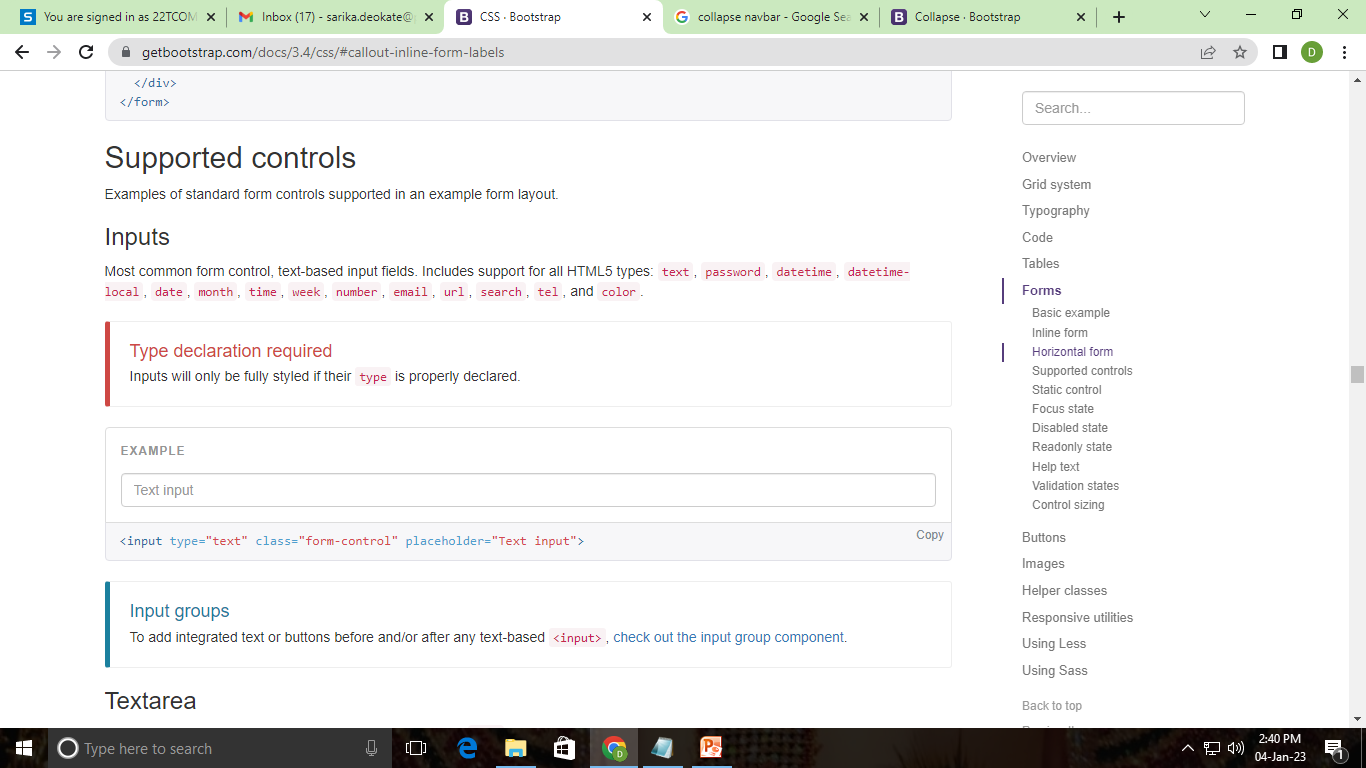 You are signed in as 22TCOM
Inbox (17) - sarika.deokate@
CSS · Bootstrap
collapse navbar - Google Sea
Collapse · Bootstrap
getbootstrap.com/docs/3.4/css/#callout-inline-form-labels
D
</div>
</form>
Supported controls
Examples of standard form controls supported in an example form layout.
Inputs
Most common form control, text-based input fields. Includes support for all HTML5 types: text , password , datetime , datetime-
local , date , month , time , week , number , email , url , search , tel , and color .
Type declaration required
Inputs will only be fully styled if their type is properly declared.
EXAMPLE
Text input
<input type="text" class="form-control" placeholder="Text input">
Copy
Input groups
To add integrated text or buttons before and/or after any text-based <input> , check out the input group component.
Textarea
Search...
Overview
Grid system
Typography
Code
Tables
Forms
Basic example
Inline form
Horizontal form
Supported controls
Static control
Focus state
Disabled state
Readonly state
Help text
Validation states
Control sizing
Buttons
Images
Helper classes
Responsive utilities
Using Less
Using Sass
Back to top
Type here to search
2:40 PM
04-Jan-23
1